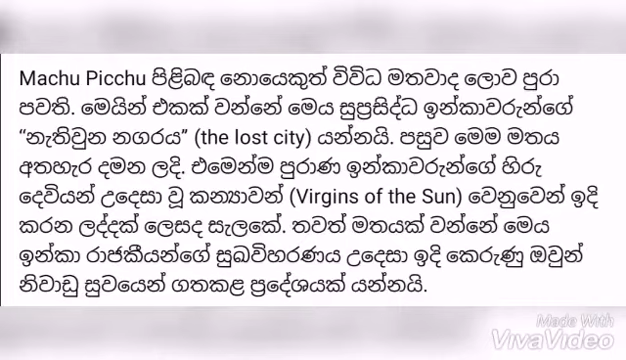 Machu Picchu පිළිබඳ නොයෙකුත් විවිධ මතවාද ලොව පුරා
පවතී. මෙයින් එකක් වන්නේ මෙය සුප්‍රසිද්ධ ඉන්කාවරුන්ගේ
“නැතිවුන නගරය” (the lost city) යන්නයි. පසුව මෙම මතය
අතහැර දමන ලදි. එමෙන්ම පුරාණ ඉන්කාවරුන්ගේ හිරු
දෙවියන් උදෙසා වූ කන්‍යාවන් (Virgins of the Sun) වෙනුවෙන් ඉදි
කරන ලද්දක් ලෙසද සැලකේ. තවත් මතයක් වන්නේ මෙය
ඉන්කා රාජකීයන්ගේ සුඛවිහරණය උදෙසා ඉදි කෙරුණු ඔවුන්
නිවාඩු සුවයෙන් ගතකළ ප්‍රදේශයක් යන්නයි.
Made With
VivaVideo